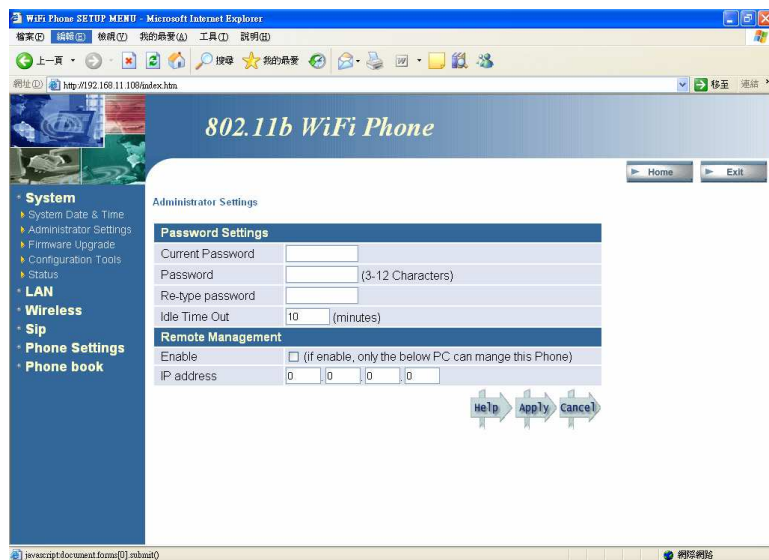 WiFi Phone SETUP MENU - Microsoft Internet Explorer
檔案(F) 編輯(E) 檢視(V) 我的最愛(A) 工具(T) 說明(H)
上一頁 搜尋 我的最愛
網址(D) http://192.168.11.108/index.htm 移至 連結 »
802.11b WiFi Phone
Home Exit
System
System Date & Time
Administrator Settings
Firmware Upgrade
Configuration Tools
Status
LAN
Wireless
Sip
Phone Settings
Phone book
Administrator Settings
Password Settings
Current Password
Password (3-12 Characters)
Re-type password
Idle Time Out 10 (minutes)
Remote Management
Enable (if enable, only the below PC can mange this Phone)
IP address 0 . 0 . 0 . 0
Help Apply Cancel
javascript:document.forms[0].submit() 網際網路